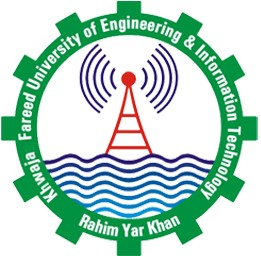 Khwaja Fareed University of Engineering & Information Technology
Rahim Yar Khan